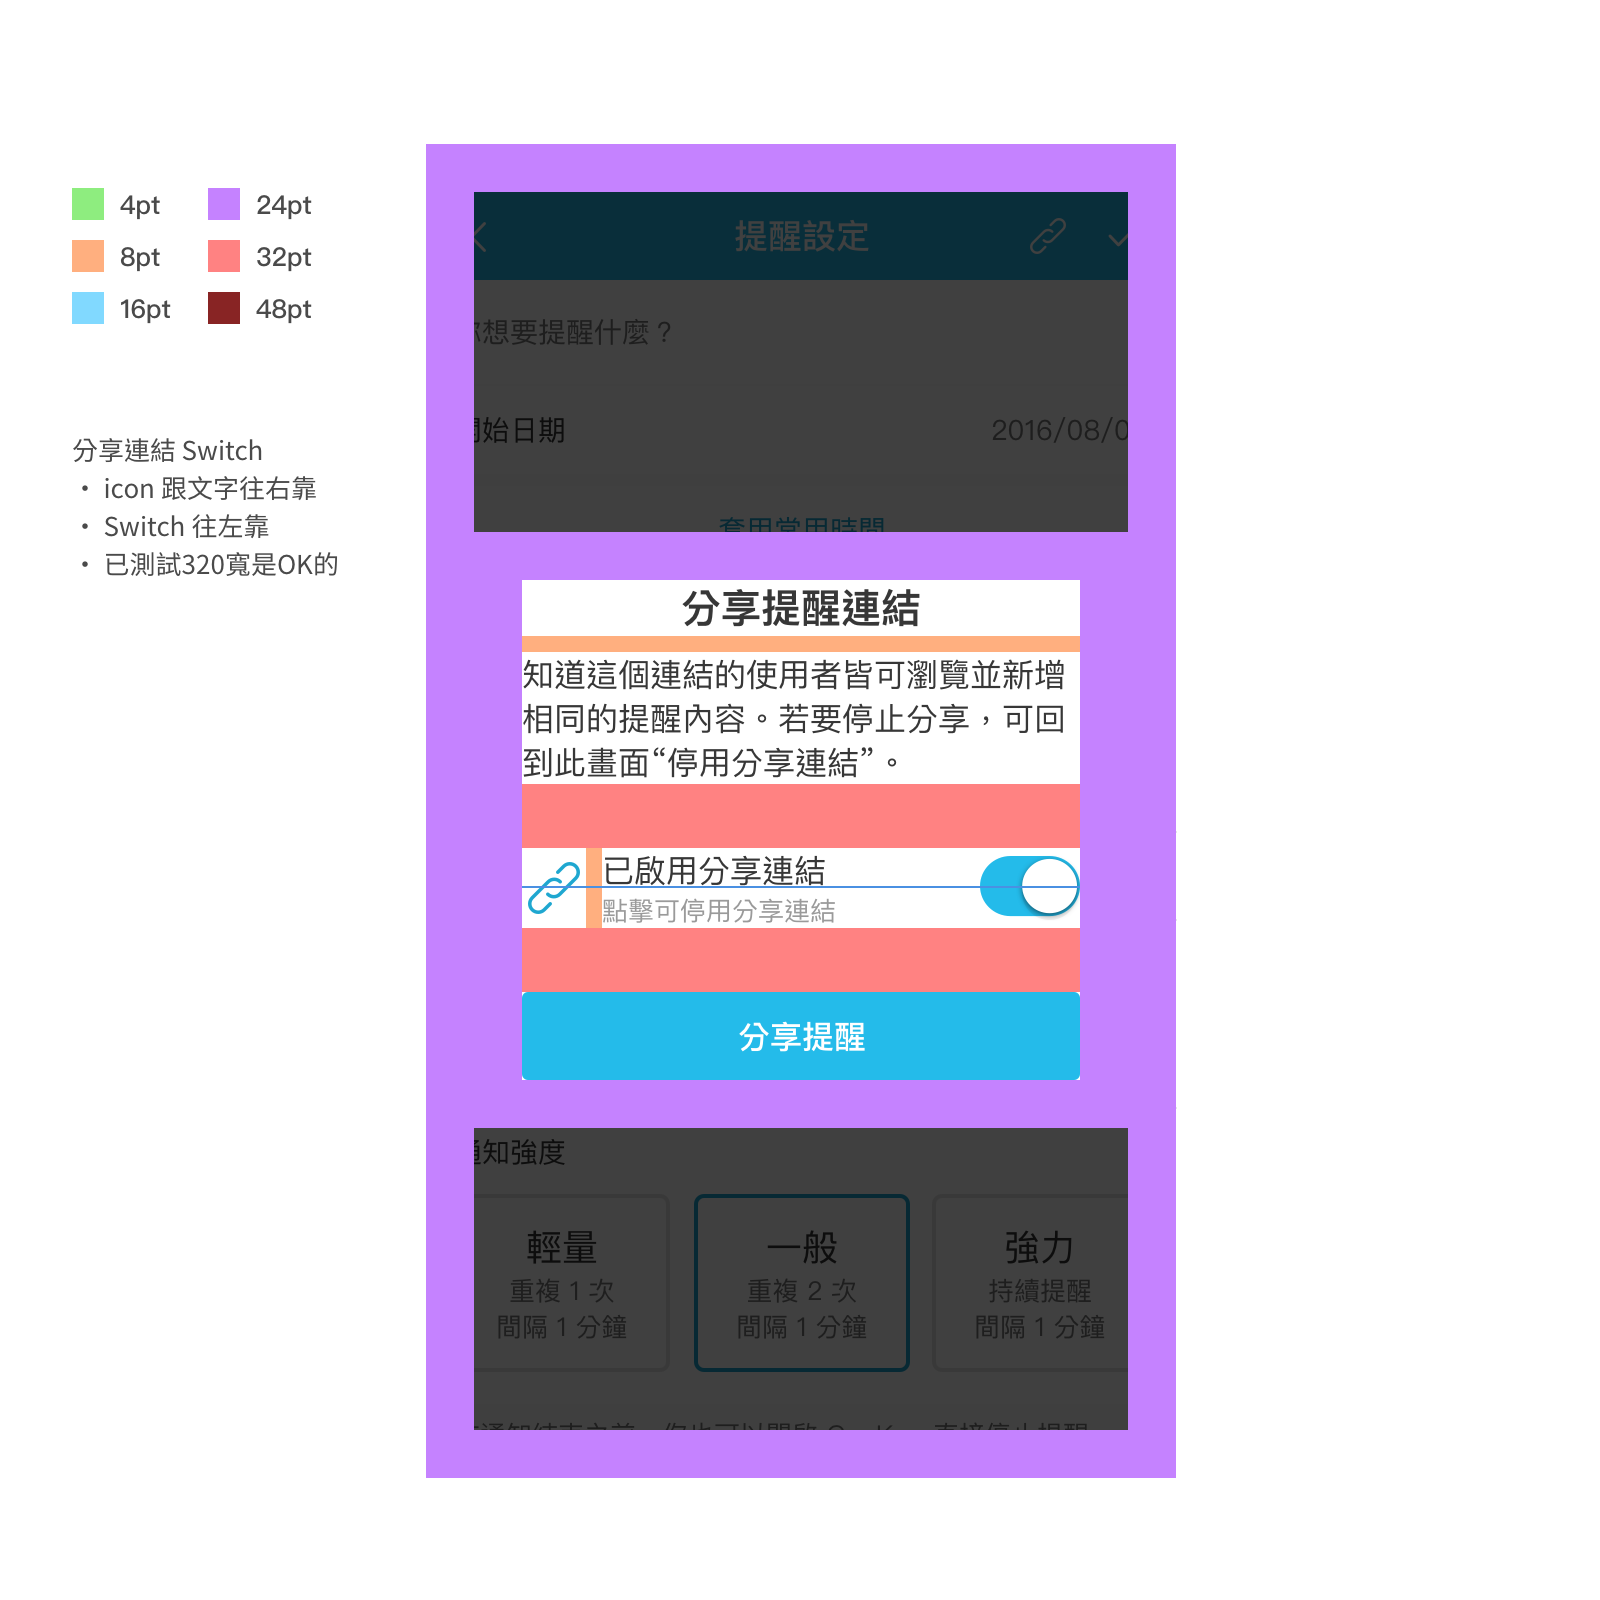 4pt
24pt
8pt
32pt
16pt
48pt
分享連結 Switch
・ icon 跟文字往右靠
・ Switch 往左靠
・ 已測試320寬是OK的
提醒設定
想要提醒什麼？
始日期
2016/08/0
套用常用時間
分享提醒連結
知道這個連結的使用者皆可瀏覽並新增
相同的提醒內容。若要停止分享，可回
到此畫面“停用分享連結”。
已啟用分享連結
點擊可停用分享連結
分享提醒
知強度
輕量
重複 1 次
間隔 1 分鐘
一般
重複 2 次
間隔 1 分鐘
強力
持續提醒
間隔 1 分鐘